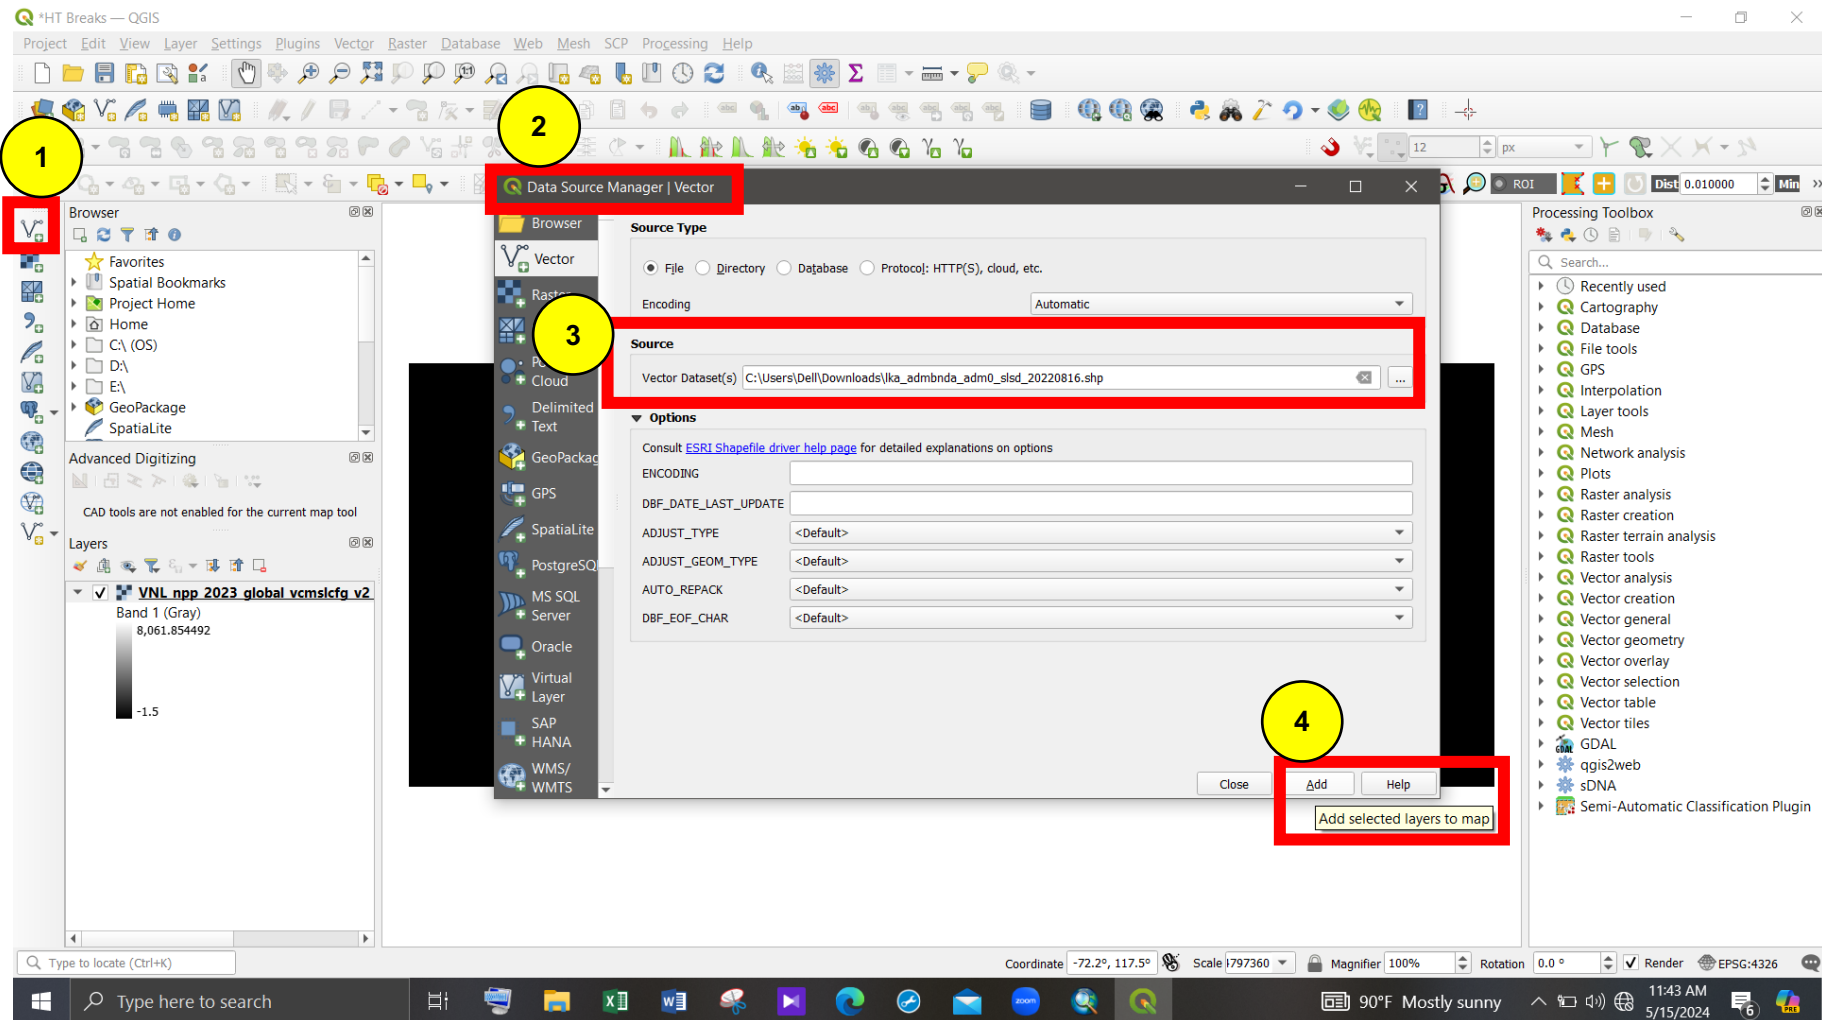 *HT Breaks — QGIS
Project Edit View Layer Settings Plugins Vector Raster Database Web Mesh SCP Processing Help
1
2
12 px
ROI Dist 0.010000 Min »
Data Source Manager | Vector
Browser
Favorites
Spatial Bookmarks
Project Home
Home
C:\ (OS)
D:\
E:\
GeoPackage
SpatiaLite
Advanced Digitizing
CAD tools are not enabled for the current map tool
Layers
VNL npp 2023 global vcmslcfg v2
Band 1 (Gray)
8,061.854492
-1.5
Browser
Vector
Cloud
Delimited
Text
GeoPackag
GPS
SpatiaLite
PostgreSQ
MS SQL
Server
Oracle
Virtual
Layer
SAP
HANA
WMS/
WMTS
Source Type
File Directory Database Protocol: HTTP(S), cloud, etc.
Encoding Automatic
3
Source
Vector Dataset(s) C:\Users\Dell\Downloads\lka_admbnda_adm0_slsd_20220816.shp ...
Options
Consult ESRI Shapefile driver help page for detailed explanations on options
ENCODING
DBF_DATE_LAST_UPDATE
ADJUST_TYPE <Default>
ADJUST_GEOM_TYPE <Default>
AUTO_REPACK <Default>
DBF_EOF_CHAR <Default>
4
Close Add Help
Add selected layers to map
Processing Toolbox
Search...
Recently used
Cartography
Database
File tools
GPS
Interpolation
Layer tools
Mesh
Network analysis
Plots
Raster analysis
Raster creation
Raster terrain analysis
Raster tools
Vector analysis
Vector creation
Vector general
Vector geometry
Vector overlay
Vector selection
Vector table
Vector tiles
GDAL
qgis2web
sDNA
Semi-Automatic Classification Plugin
Type to locate (Ctrl+K) Coordinate -72.2°, 117.5° Scale 1797360 Magnifier 100% Rotation 0.0 ° Render EPSG:4326
Type here to search
zoom
90°F Mostly sunny
11:43 AM
5/15/2024
6
PRE